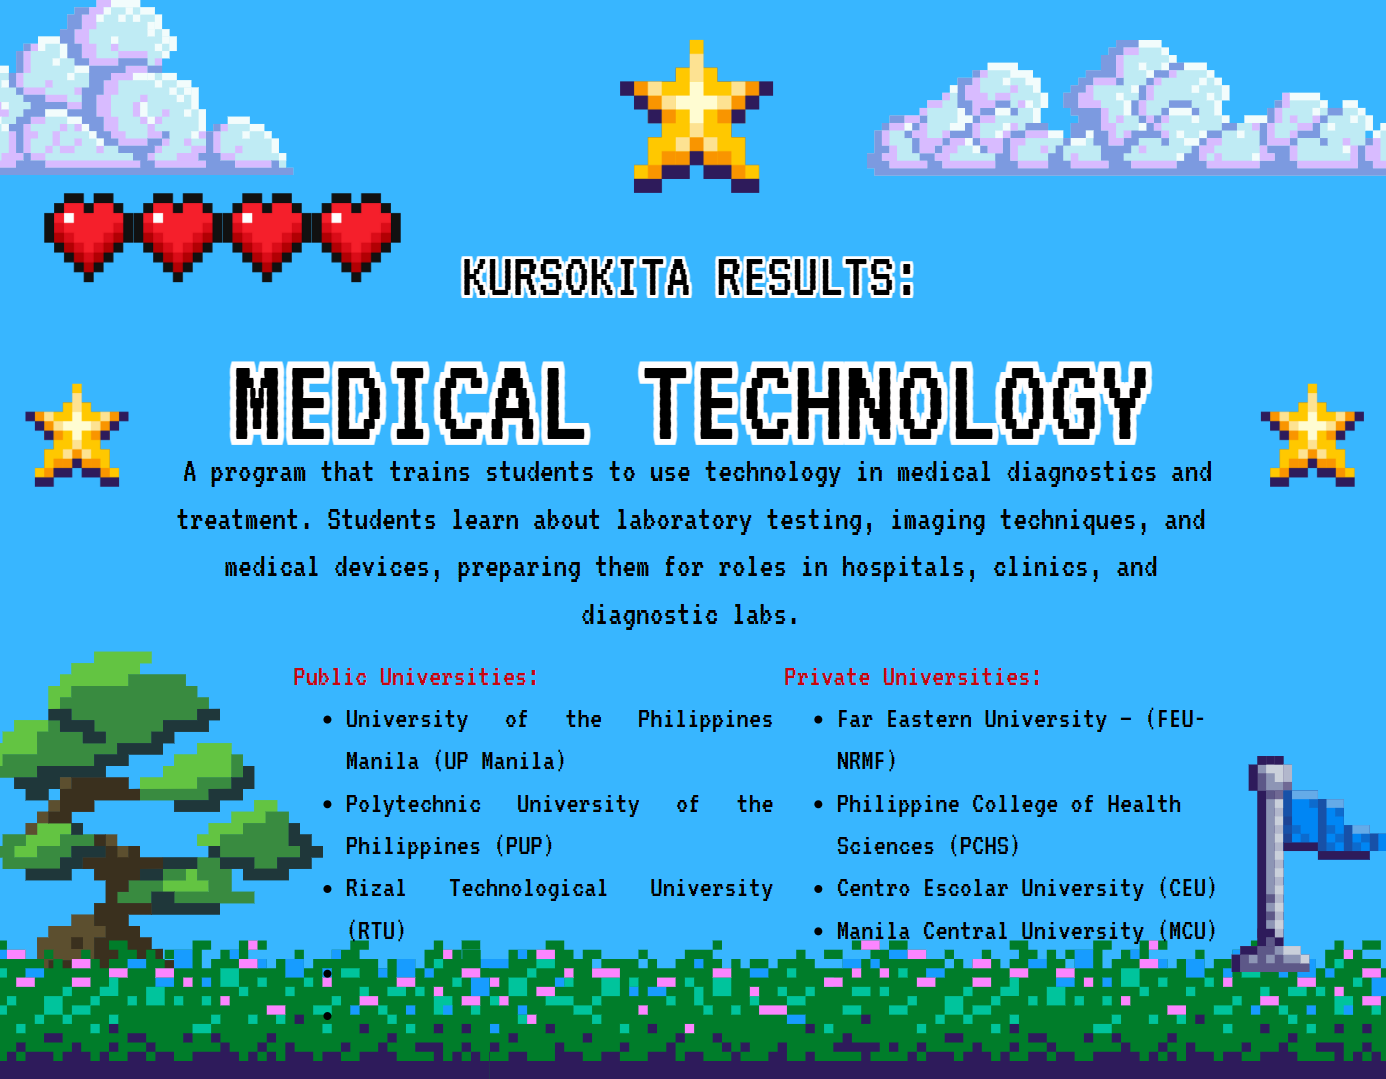 KURSOKITA RESULTS:
MEDICAL TECHNOLOGY
A program that trains students to use technology in medical diagnostics and
treatment. Students learn about laboratory testing, imaging techniques, and
medical devices, preparing them for roles in hospitals, clinics, and
diagnostic labs.
Public Universities:
• University of the Philippines
Manila (UP Manila)
• Polytechnic University of the
Philippines (PUP)
• Rizal Technological University
(RTU)
•
•
Private Universities:
• Far Eastern University – (FEU-
NRMF)
• Philippine College of Health
Sciences (PCHS)
• Centro Escolar University (CEU)
• Manila Central University (MCU)